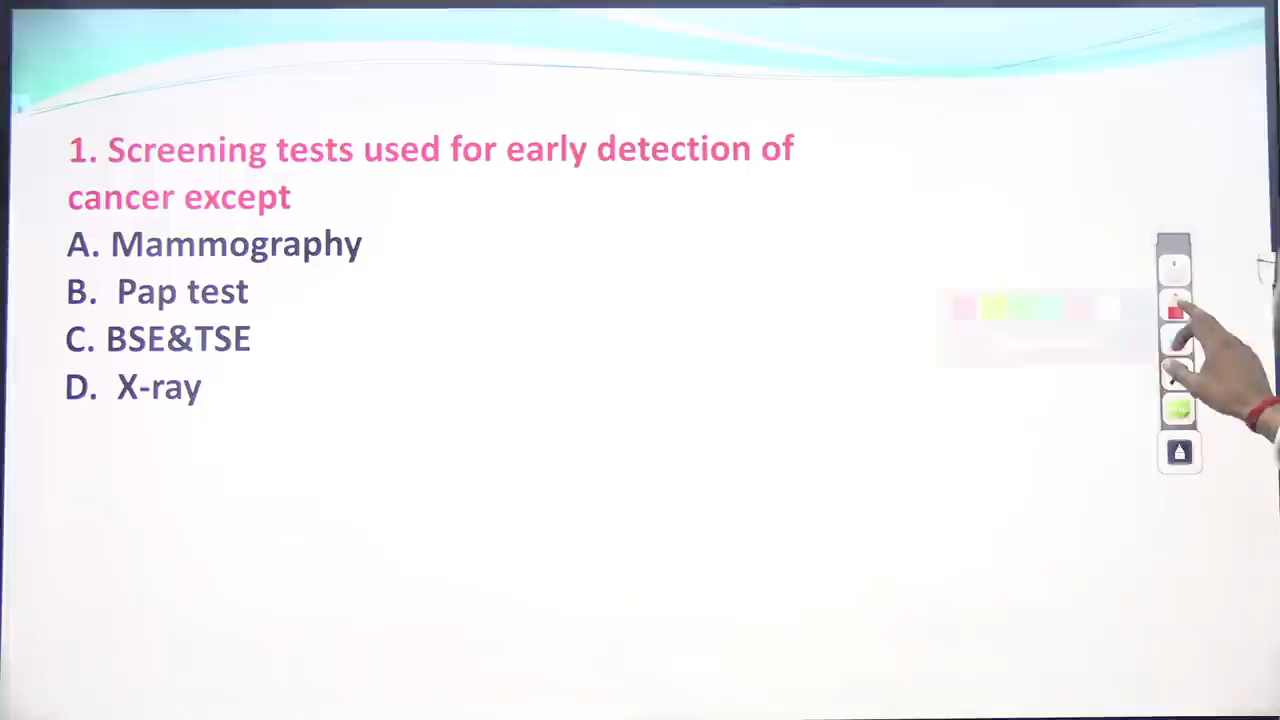 1. Screening tests used for early detection of
cancer except
A. Mammography
B. Pap test
C. BSE&TSE
D. X-ray